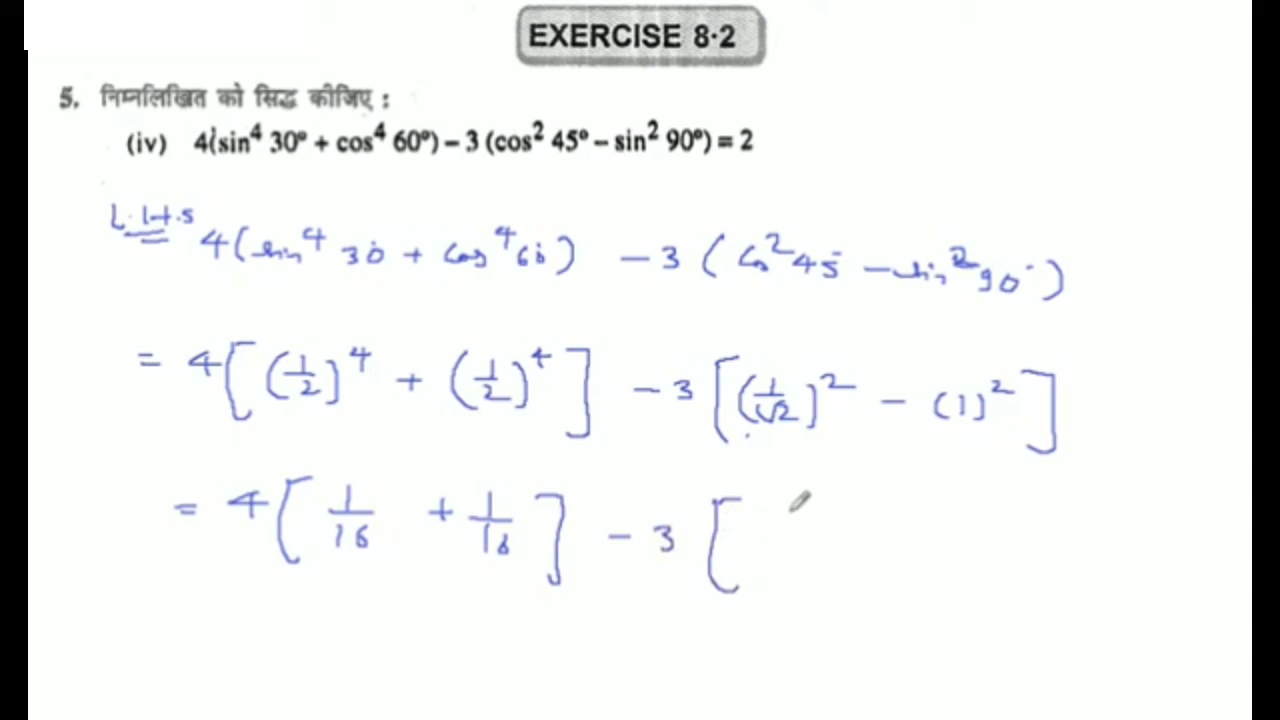 EXERCISE 8·2
5. निम्नलिखित को सिद्ध कीजिए :
(iv) 4(sin⁴ 30° + cos⁴ 60°) – 3 (cos² 45° – sin² 90°) = 2
L.H.S 4(sin⁴ 30° + cos⁴ 60°) – 3 (cos² 45° – sin² 90°)
= 4[(1/2)⁴ + (1/2)⁴] – 3 [(1/√2)² – (1)²]
= 4[1/16 + 1/16] – 3 [